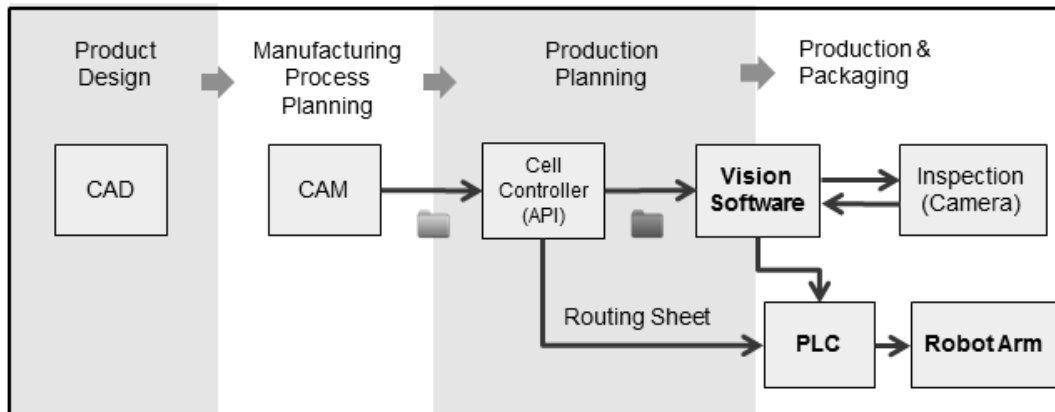 Product
Design
Manufacturing
Process
Planning
Production
Planning
Production &
Packaging
CAD
CAM
Cell
Controller
(API)
Vision
Software
Inspection
(Camera)
Routing Sheet
PLC
Robot Arm